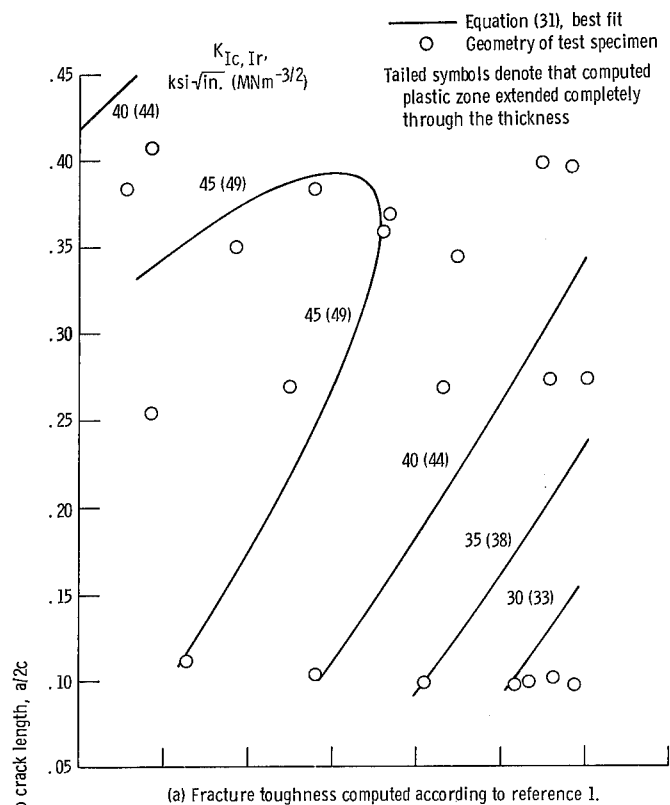 Equation (31), best fit
Geometry of test specimen
Tailed symbols denote that computed
plastic zone extended completely
through the thickness
K_Ic, Ir,
ksi-√in. (MNm^-3/2)
.45
40 (44)
.40
45 (49)
.35
45 (49)
.30
.25
40 (44)
.20
35 (38)
.15
30 (33)
.10
.05
crack length, a/2c
(a) Fracture toughness computed according to reference 1.